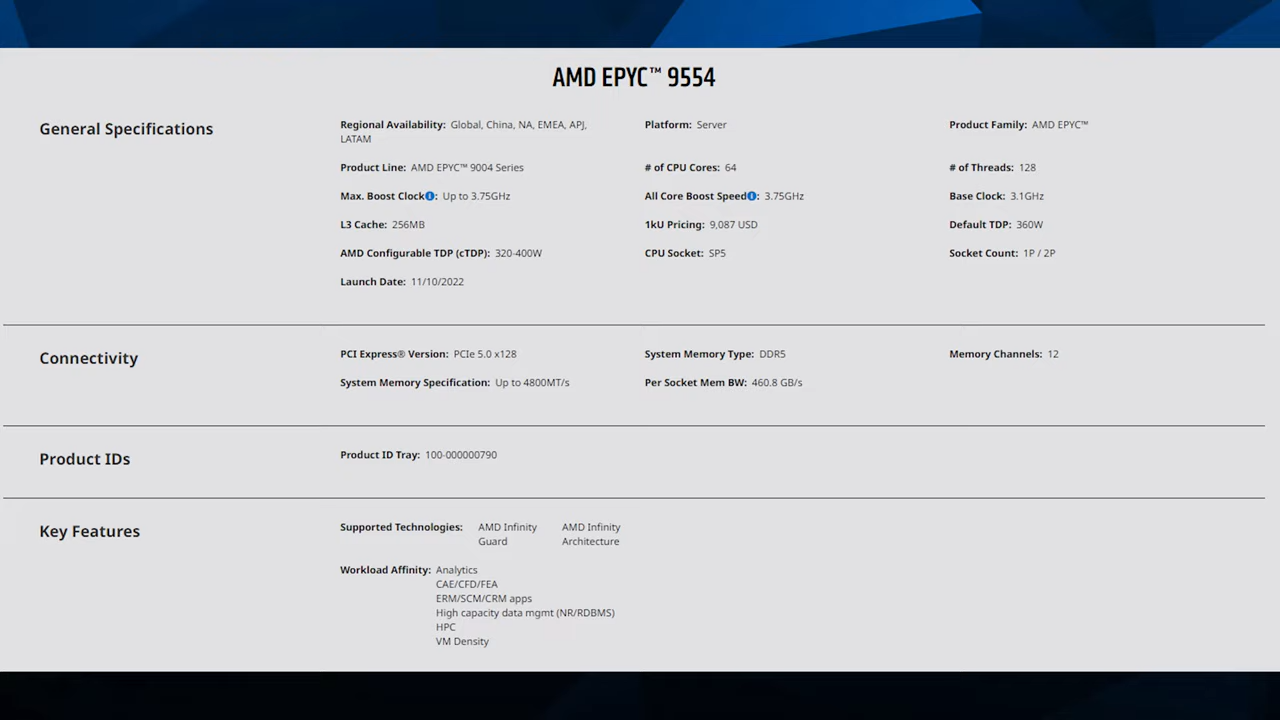 AMD EPYC™ 9554
General Specifications
Regional Availability: Global, China, NA, EMEA, APJ,
LATAM
Platform: Server
Product Family: AMD EPYC™
Product Line: AMD EPYC™ 9004 Series
# of CPU Cores: 64
# of Threads: 128
Max. Boost Clock: Up to 3.75GHz
All Core Boost Speed: 3.75GHz
Base Clock: 3.1GHz
L3 Cache: 256MB
1kU Pricing: 9,087 USD
Default TDP: 360W
AMD Configurable TDP (cTDP): 320-400W
CPU Socket: SP5
Socket Count: 1P / 2P
Launch Date: 11/10/2022
Connectivity
PCI Express® Version: PCIe 5.0 x128
System Memory Type: DDR5
Memory Channels: 12
System Memory Specification: Up to 4800MT/s
Per Socket Mem BW: 460.8 GB/s
Product IDs
Product ID Tray: 100-000000790
Key Features
Supported Technologies:
AMD Infinity
Guard
AMD Infinity
Architecture
Workload Affinity: Analytics
CAE/CFD/FEA
ERM/SCM/CRM apps
High capacity data mgmt (NR/RDBMS)
HPC
VM Density